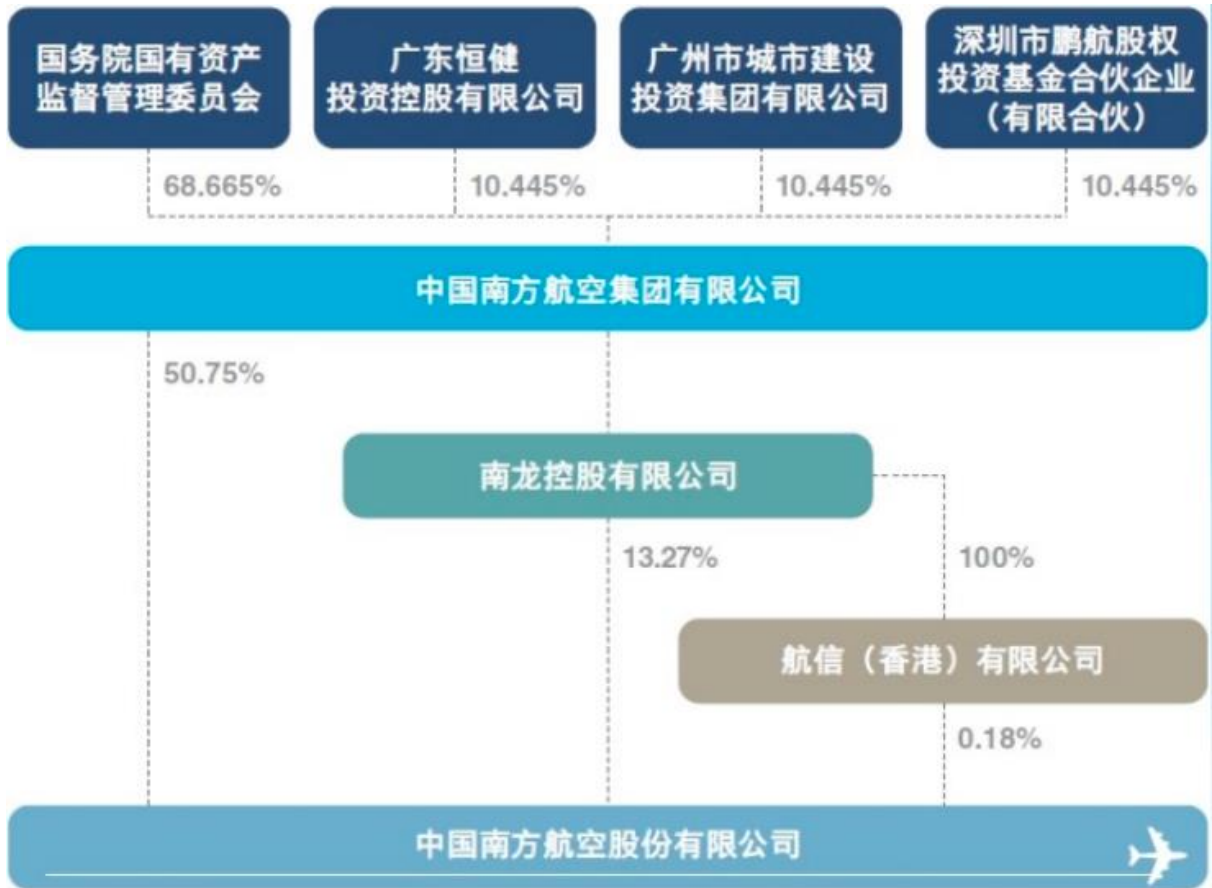 国务院国有资产
监督管理委员会
广东恒健
投资控股有限公司
广州市城市建设
投资集团有限公司
深圳市鹏航股权
投资基金合伙企业
（有限合伙）
68.665%
10.445%
10.445%
10.445%
中国南方航空集团有限公司
50.75%
南龙控股有限公司
13.27%
100%
航信（香港）有限公司
0.18%
中国南方航空股份有限公司